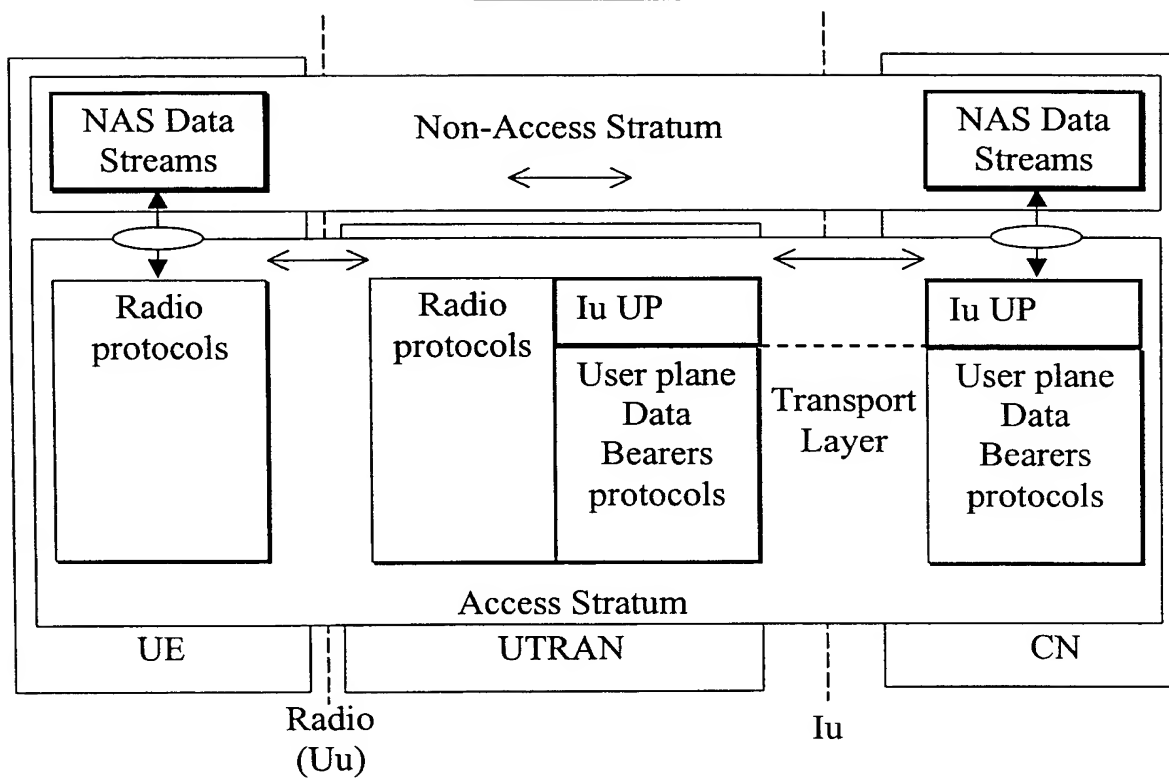 NAS Data
Streams
Non-Access Stratum
NAS Data
Streams
Radio
protocols
Radio
protocols
Iu UP
User plane
Data
Bearers
protocols
Transport
Layer
Iu UP
User plane
Data
Bearers
protocols
Access Stratum
UE
UTRAN
CN
Radio
(Uu)
Iu